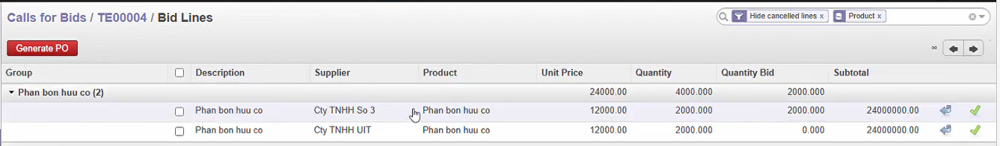 Calls for Bids / TE00004 / Bid Lines
Hide cancelled lines x Product x
Generate PO
Group Description Supplier Product Unit Price Quantity Quantity Bid Subtotal
Phan bon huu co (2) 24000.00 4000.000 2000.000
Phan bon huu co Cty TNHH So 3 Phan bon huu co 12000.00 2000.000 2000.000 24000000.00
Phan bon huu co Cty TNHH UIT Phan bon huu co 12000.00 2000.000 0.000 24000000.00